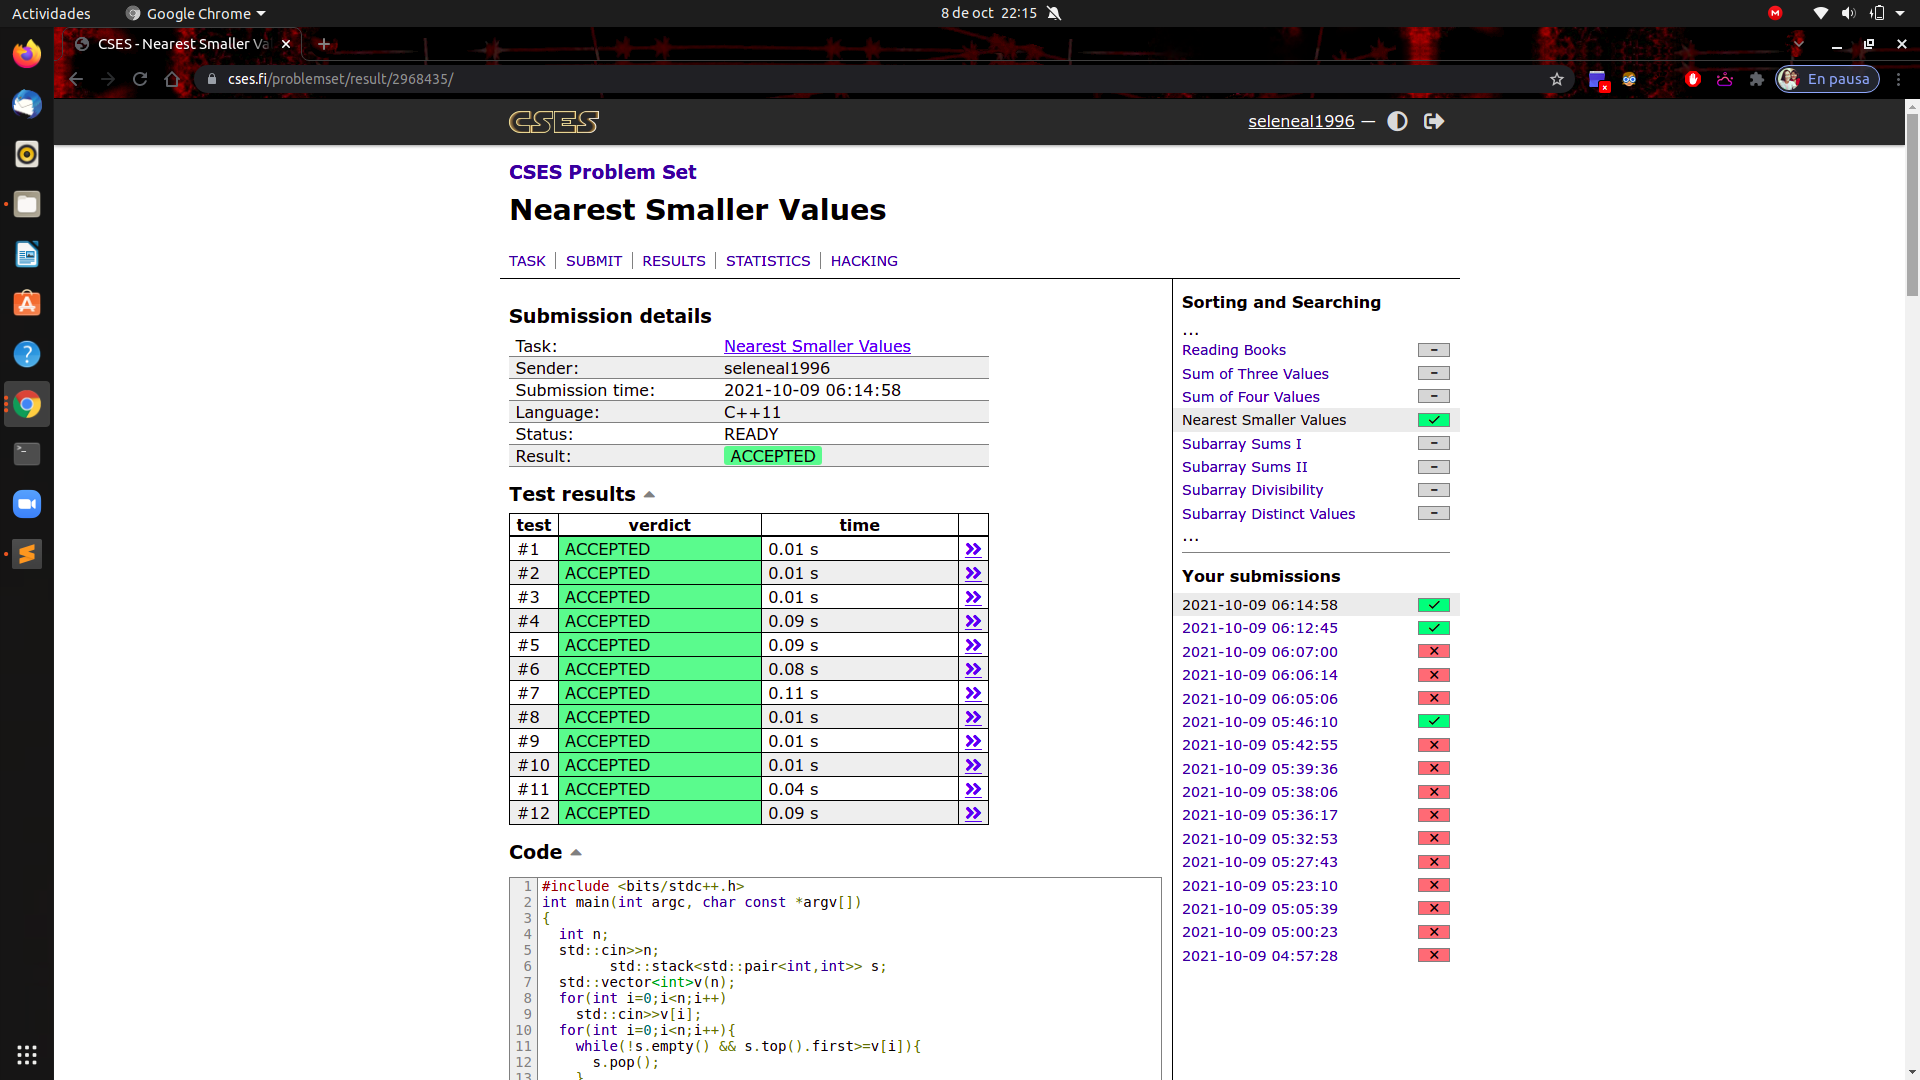 Actividades
Google Chrome
8 de oct 22:15
CSES - Nearest Smaller Va
cses.fi/problemset/result/2968435/
En pausa
CSES
seleneal1996 —
CSES Problem Set
Nearest Smaller Values
TASK
SUBMIT
RESULTS
STATISTICS
HACKING
Submission details
Task: Nearest Smaller Values
Sender: seleneal1996
Submission time: 2021-10-09 06:14:58
Language: C++11
Status: READY
Result: ACCEPTED
Test results
test verdict time
#1 ACCEPTED 0.01 s
#2 ACCEPTED 0.01 s
#3 ACCEPTED 0.01 s
#4 ACCEPTED 0.09 s
#5 ACCEPTED 0.09 s
#6 ACCEPTED 0.08 s
#7 ACCEPTED 0.11 s
#8 ACCEPTED 0.01 s
#9 ACCEPTED 0.01 s
#10 ACCEPTED 0.01 s
#11 ACCEPTED 0.04 s
#12 ACCEPTED 0.09 s
Code
1 #include <bits/stdc++.h>
2 int main(int argc, char const *argv[])
3 {
4 int n;
5 std::cin>>n;
6 std::stack<std::pair<int,int>> s;
7 std::vector<int>v(n);
8 for(int i=0;i<n;i++)
9 std::cin>>v[i];
10 for(int i=0;i<n;i++){
11 while(!s.empty() && s.top().first>=v[i]){
12 s.pop();
13 }
Sorting and Searching
...
Reading Books –
Sum of Three Values –
Sum of Four Values –
Nearest Smaller Values
Subarray Sums I –
Subarray Sums II –
Subarray Divisibility –
Subarray Distinct Values –
...
Your submissions
2021-10-09 06:14:58
2021-10-09 06:12:45
2021-10-09 06:07:00
2021-10-09 06:06:14
2021-10-09 06:05:06
2021-10-09 05:46:10
2021-10-09 05:42:55
2021-10-09 05:39:36
2021-10-09 05:38:06
2021-10-09 05:36:17
2021-10-09 05:32:53
2021-10-09 05:27:43
2021-10-09 05:23:10
2021-10-09 05:05:39
2021-10-09 05:00:23
2021-10-09 04:57:28